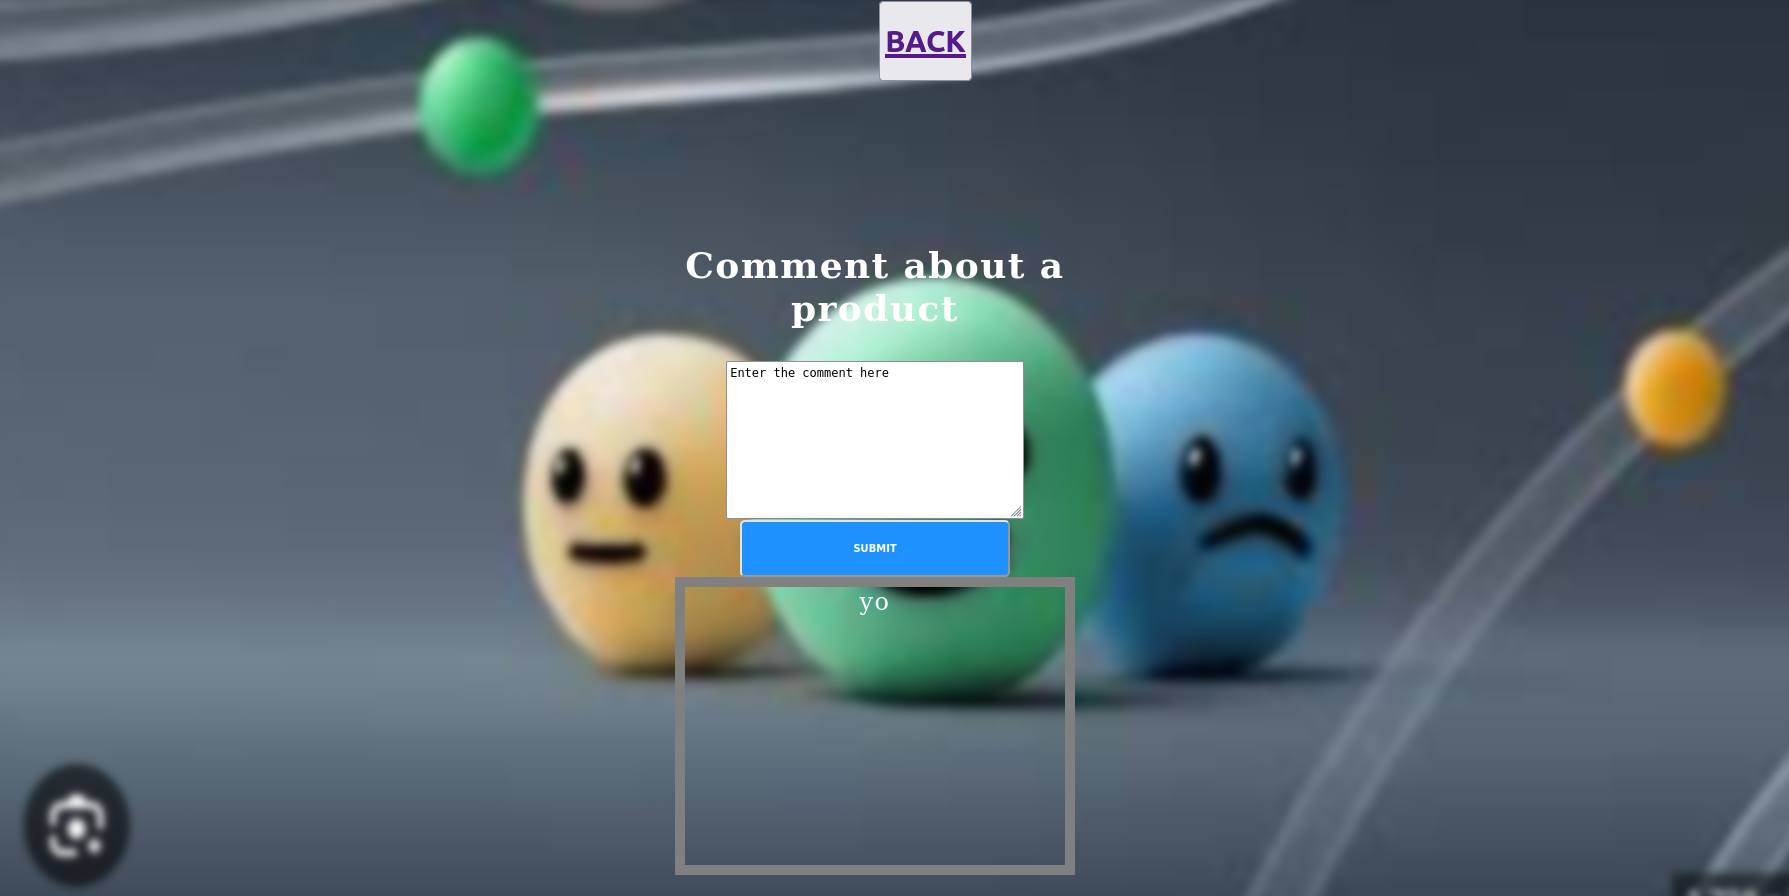 BACK
Comment about a
product
Enter the comment here
SUBMIT
yo